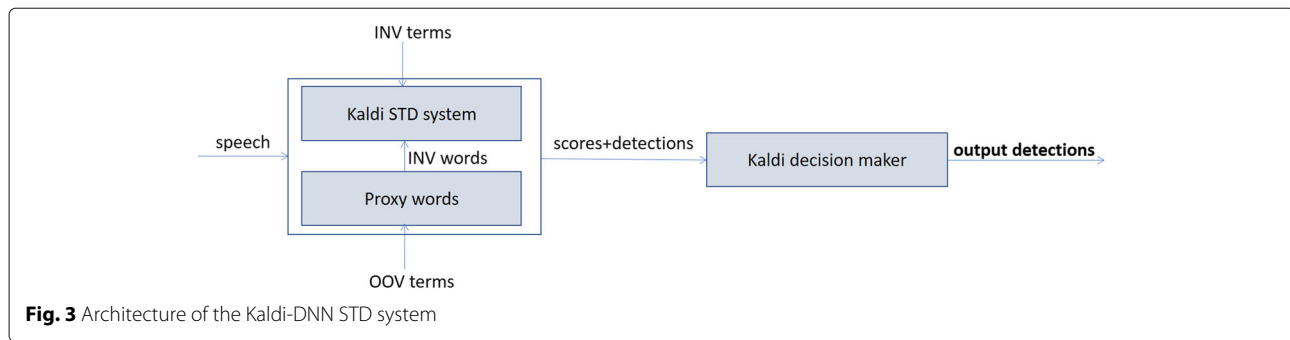 INV terms
Kaldi STD system
speech
INV words
scores+detections
Kaldi decision maker
output detections
Proxy words
OOV terms
Fig. 3 Architecture of the Kaldi-DNN STD system